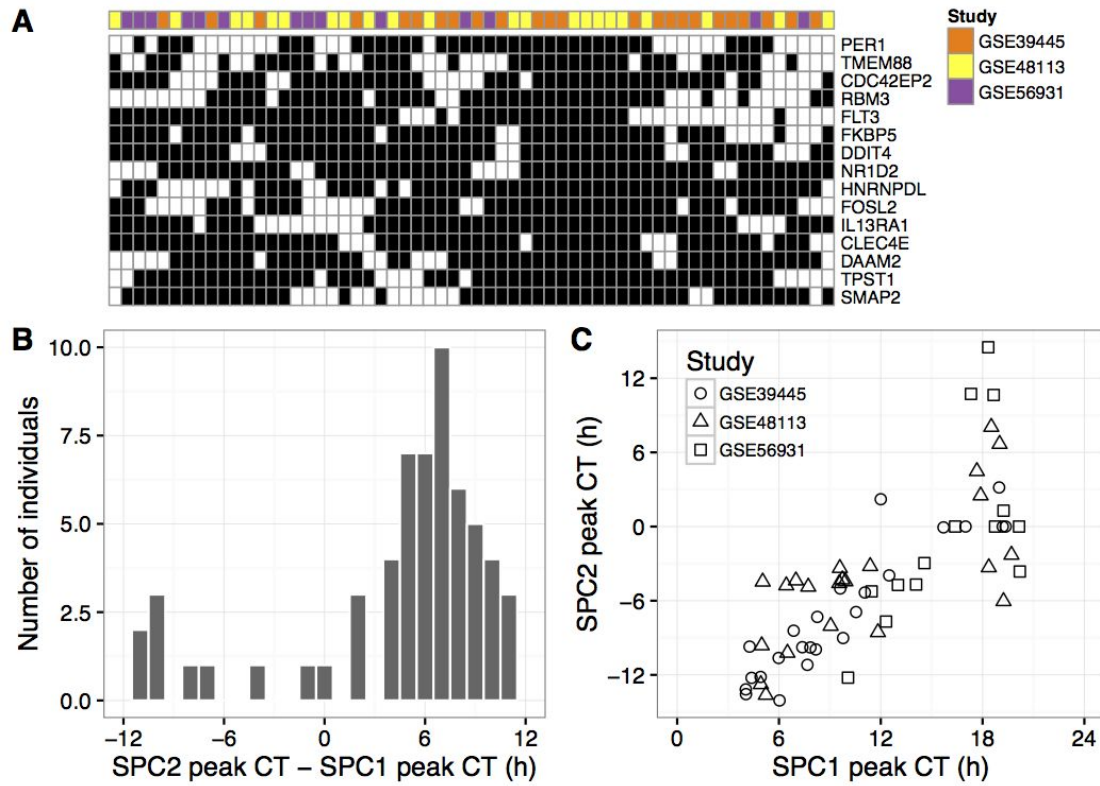 A
Study
GSE39445
GSE48113
GSE56931
PER1
TMEM88
CDC42EP2
RBM3
FLT3
FKBP5
DDIT4
NR1D2
HNRNPDL
FOSL2
IL13RA1
CLEC4E
DAAM2
TPST1
SMAP2
B
10.0
7.5
5.0
2.5
0.0
Number of individuals
−12 −6 0 6 12
SPC2 peak CT − SPC1 peak CT (h)
C
Study
GSE39445
GSE48113
GSE56931
12
6
0
−6
−12
SPC2 peak CT (h)
0 6 12 18 24
SPC1 peak CT (h)